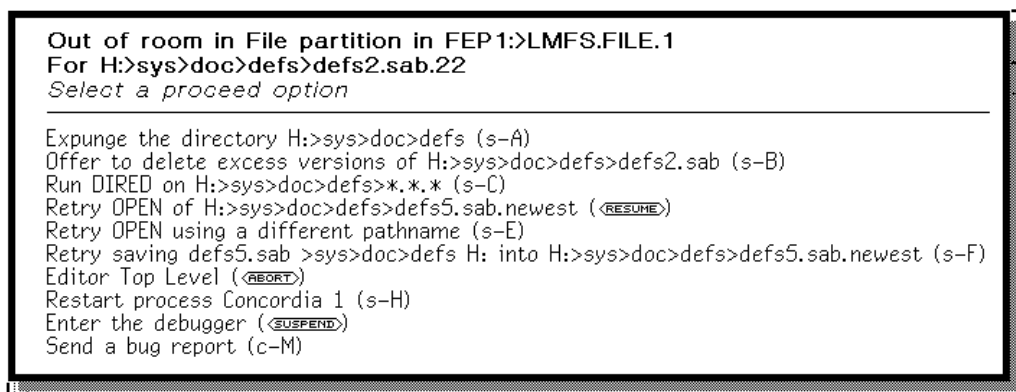 Out of room in File partition in FEP1:>LMFS.FILE.1
For H:>sys>doc>defs>defs2.sab.22
Select a proceed option
Expunge the directory H:>sys>doc>defs (s-A)
Offer to delete excess versions of H:>sys>doc>defs>defs2.sab (s-B)
Run DIRED on H:>sys>doc>defs>*.*.* (s-C)
Retry OPEN of H:>sys>doc>defs>defs5.sab.newest (<RESUME>)
Retry OPEN using a different pathname (s-E)
Retry saving defs5.sab >sys>doc>defs H: into H:>sys>doc>defs>defs5.sab.newest (s-F)
Editor Top Level (<ABORT>)
Restart process Concordia 1 (s-H)
Enter the debugger (<SUSPEND>)
Send a bug report (c-M)